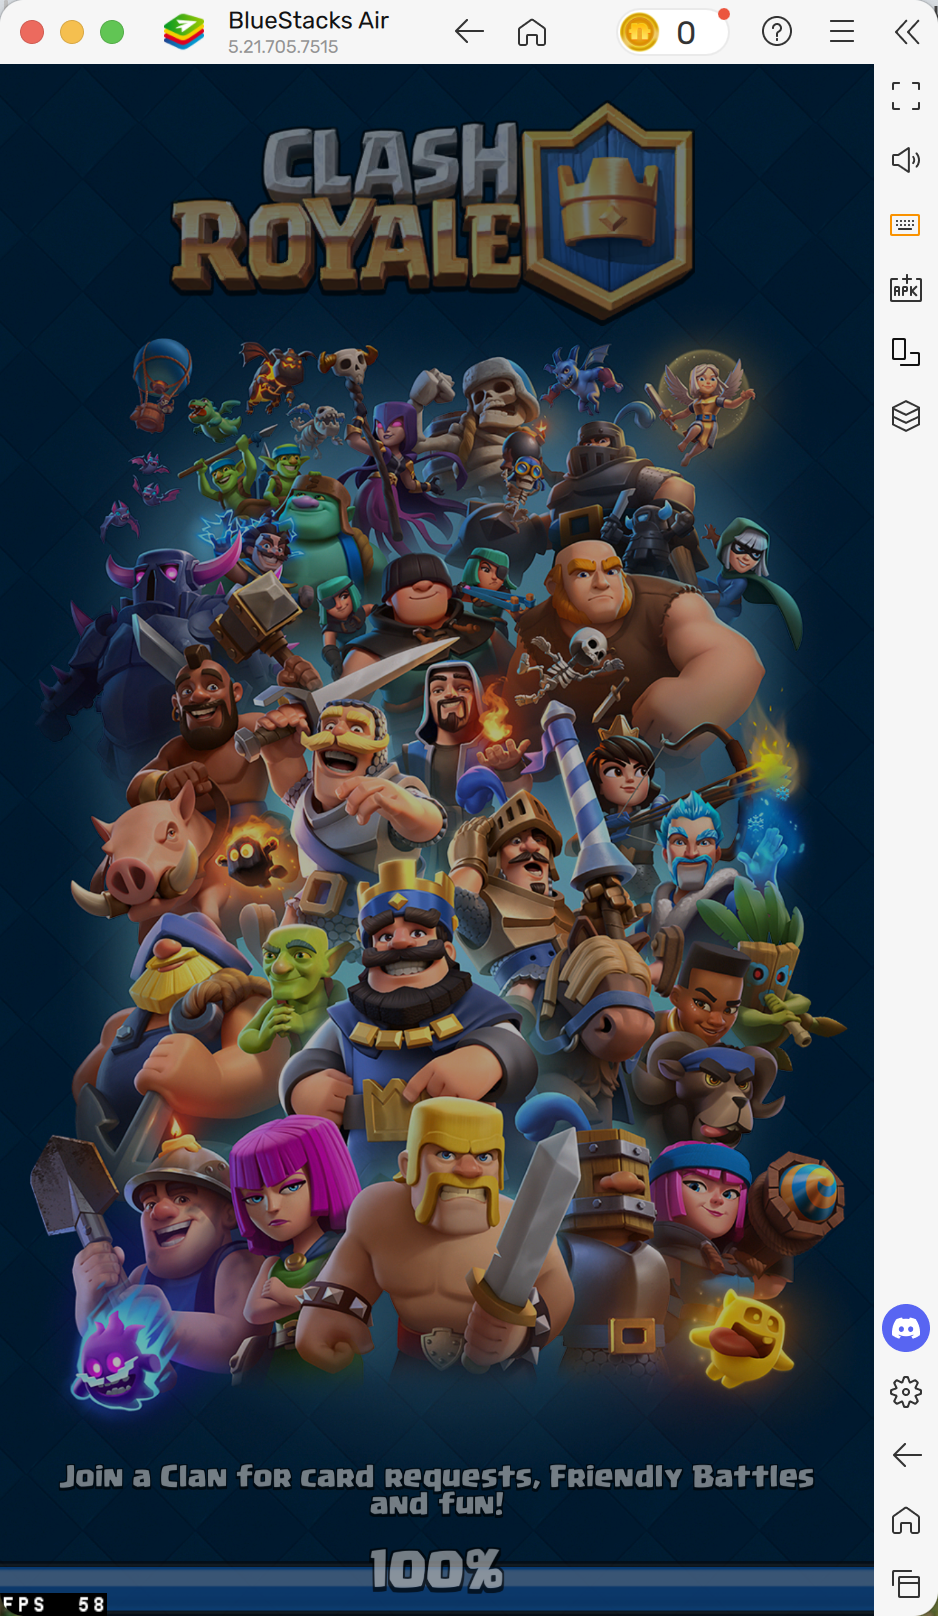 BlueStacks Air
5.21.705.7515
0
APK
CLASH
ROYALE
Join a Clan for card requests, Friendly Battles
and fun!
100%
FPS 58